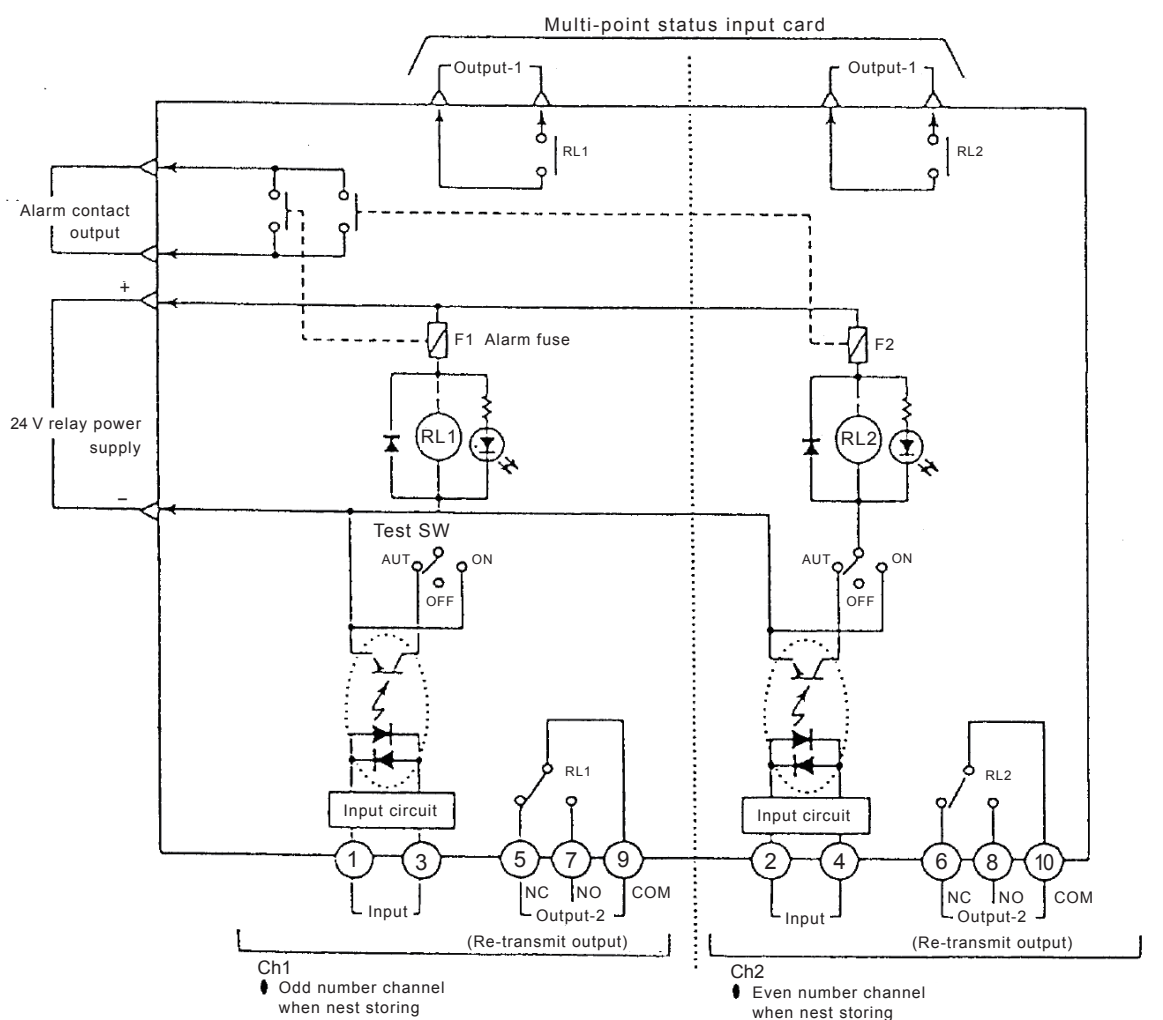 Multi-point status input card
Output-1
Output-1
RL1
RL2
Alarm contact
output
+
F1 Alarm fuse
F2
24 V relay power
supply
RL1
RL2
−
Test SW
AUT
ON
OFF
AUT
ON
OFF
RL1
RL2
Input circuit
Input circuit
1
3
5
7
9
2
4
6
8
10
NC
NO
COM
NC
NO
COM
Input
Output-2
Input
Output-2
(Re-transmit output)
(Re-transmit output)
Ch1
Odd number channel
when nest storing
Ch2
Even number channel
when nest storing